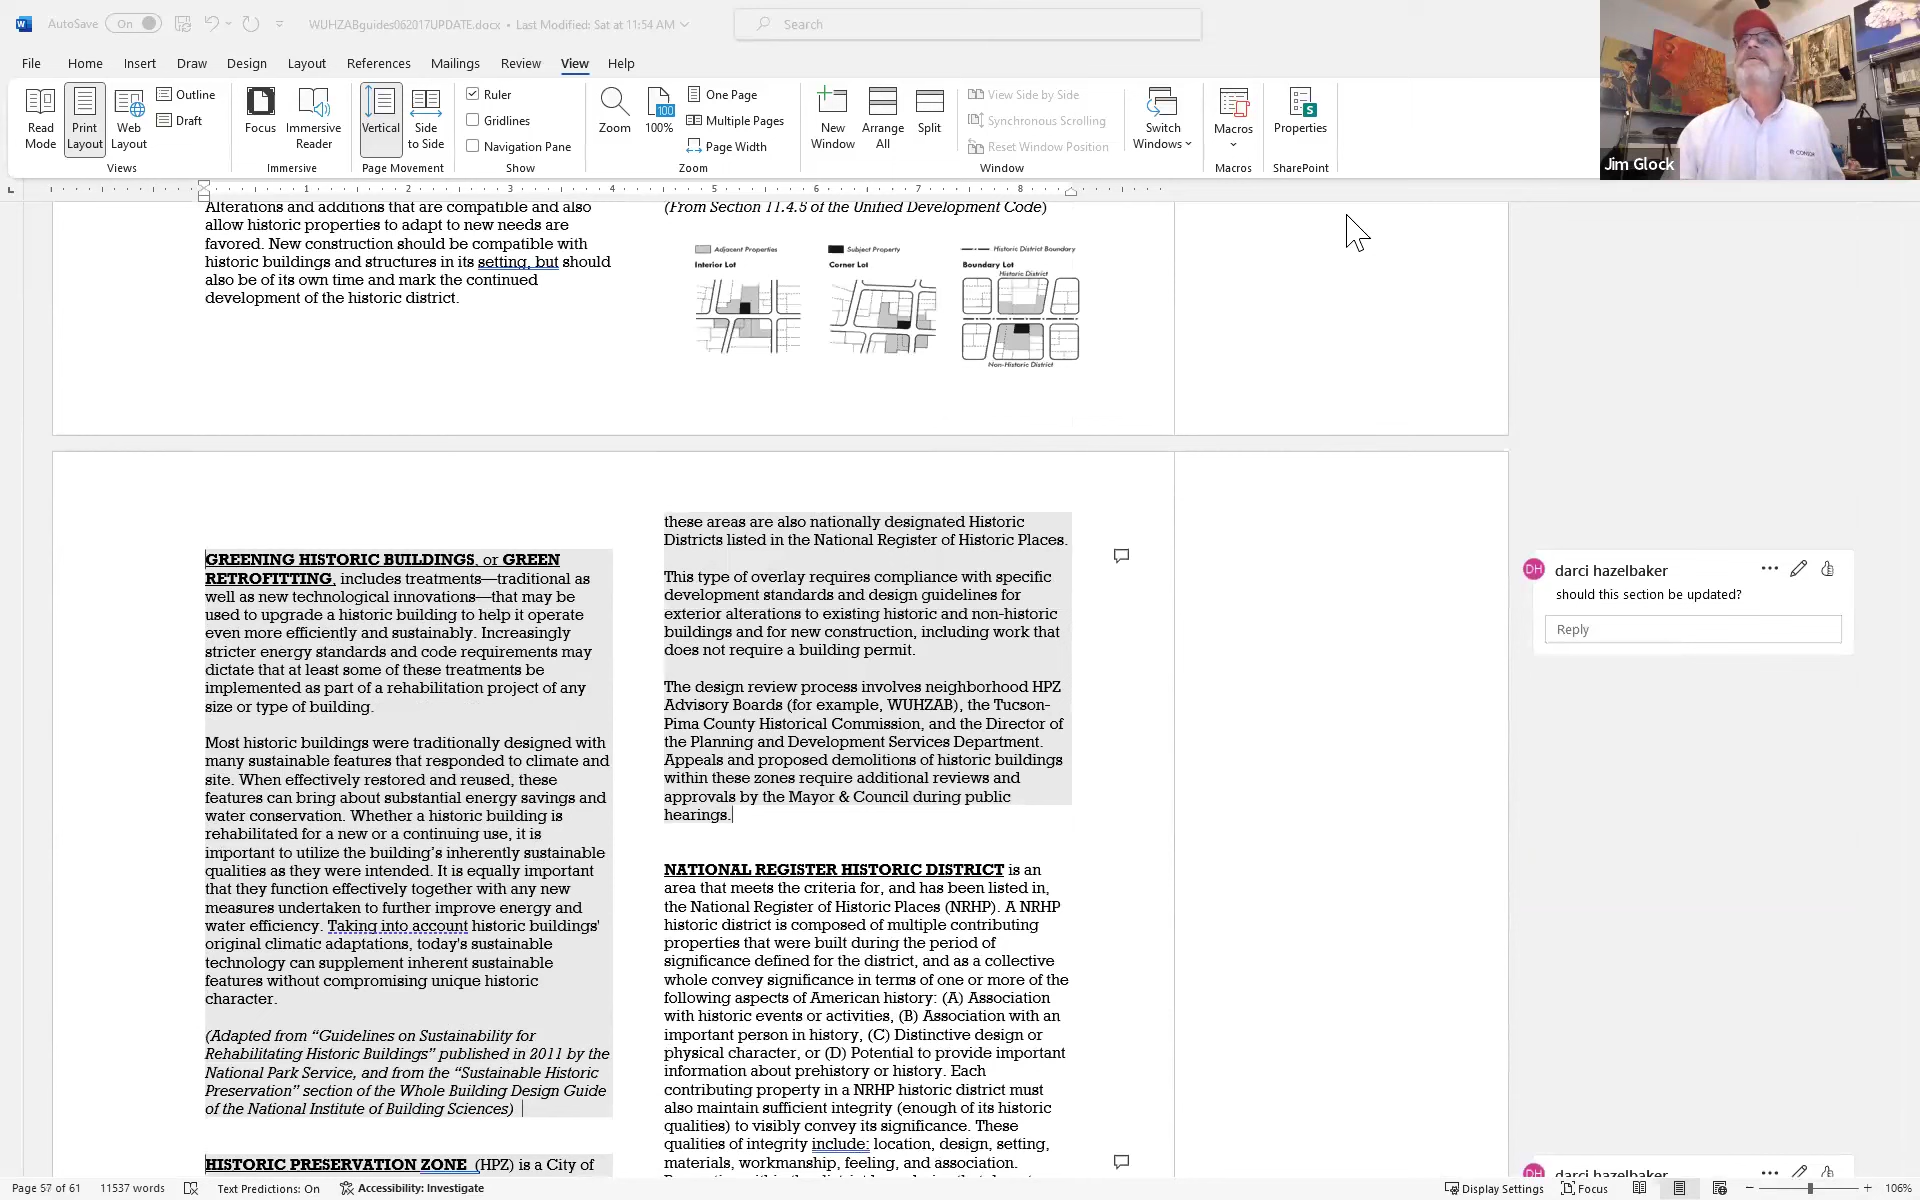 AutoSave On
WUHZABguides062017UPDATE.docx • Last Modified: Sat at 11:54 AM
Search
File Home Insert Draw Design Layout References Mailings Review View Help
Read Mode
Print Layout
Web Layout
Outline
Draft
Views
Focus
Immersive Reader
Immersive
Vertical
Side to Side
Page Movement
Ruler
Gridlines
Navigation Pane
Show
Zoom
100%
One Page
Multiple Pages
Page Width
Zoom
New Window
Arrange All
Split
View Side by Side
Synchronous Scrolling
Reset Window Position
Switch Windows
Window
Macros
Macros
Properties
SharePoint
Jim Glock
1 2 3 4 5 6 7 8
Alterations and additions that are compatible and also
allow historic properties to adapt to new needs are
favored. New construction should be compatible with
historic buildings and structures in its setting, but should
also be of its own time and mark the continued
development of the historic district.
(From Section 11.4.5 of the Unified Development Code)
Adjacent Properties Subject Property Historic District Boundary
Interior Lot Corner Lot Boundary Lot
Historic District
Non-Historic District
GREENING HISTORIC BUILDINGS, or GREEN
RETROFITTING, includes treatments—traditional as
well as new technological innovations—that may be
used to upgrade a historic building to help it operate
even more efficiently and sustainably. Increasingly
stricter energy standards and code requirements may
dictate that at least some of these treatments be
implemented as part of a rehabilitation project of any
size or type of building.
Most historic buildings were traditionally designed with
many sustainable features that responded to climate and
site. When effectively restored and reused, these
features can bring about substantial energy savings and
water conservation. Whether a historic building is
rehabilitated for a new or a continuing use, it is
important to utilize the building's inherently sustainable
qualities as they were intended. It is equally important
that they function effectively together with any new
measures undertaken to further improve energy and
water efficiency. Taking into account historic buildings'
original climatic adaptations, today's sustainable
technology can supplement inherent sustainable
features without compromising unique historic
character.
(Adapted from “Guidelines on Sustainability for
Rehabilitating Historic Buildings” published in 2011 by the
National Park Service, and from the “Sustainable Historic
Preservation” section of the Whole Building Design Guide
of the National Institute of Building Sciences)
HISTORIC PRESERVATION ZONE (HPZ) is a City of
these areas are also nationally designated Historic
Districts listed in the National Register of Historic Places.
This type of overlay requires compliance with specific
development standards and design guidelines for
exterior alterations to existing historic and non-historic
buildings and for new construction, including work that
does not require a building permit.
The design review process involves neighborhood HPZ
Advisory Boards (for example, WUHZAB), the Tucson-
Pima County Historical Commission, and the Director of
the Planning and Development Services Department.
Appeals and proposed demolitions of historic buildings
within these zones require additional reviews and
approvals by the Mayor & Council during public
hearings.
NATIONAL REGISTER HISTORIC DISTRICT is an
area that meets the criteria for, and has been listed in,
the National Register of Historic Places (NRHP). A NRHP
historic district is composed of multiple contributing
properties that were built during the period of
significance defined for the district, and as a collective
whole convey significance in terms of one or more of the
following aspects of American history: (A) Association
with historic events or activities, (B) Association with an
important person in history, (C) Distinctive design or
physical character, or (D) Potential to provide important
information about prehistory or history. Each
contributing property in a NRHP historic district must
also maintain sufficient integrity (enough of its historic
qualities) to visibly convey its significance. These
qualities of integrity include: location, design, setting,
materials, workmanship, feeling, and association.
DH darci hazelbaker
should this section be updated?
Reply
DH darci hazelbaker
Page 57 of 61 11537 words Text Predictions: On Accessibility: Investigate Display Settings Focus 106%